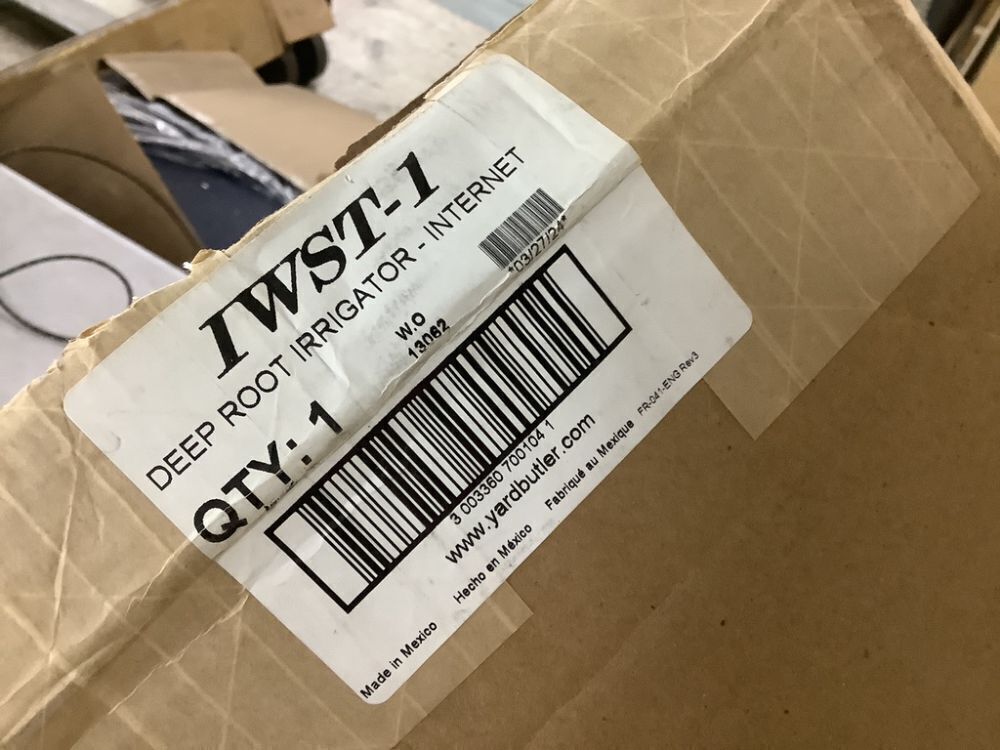 IWST-1
DEEP ROOT IRRIGATOR - INTERNET
*03/27/24*
W.O
13062
QTY: 1
3 003360 700104 1
www.yardbutler.com
Made in Mexico Hecho en México Fabriqué au Mexique FR-041-ENG Rev3